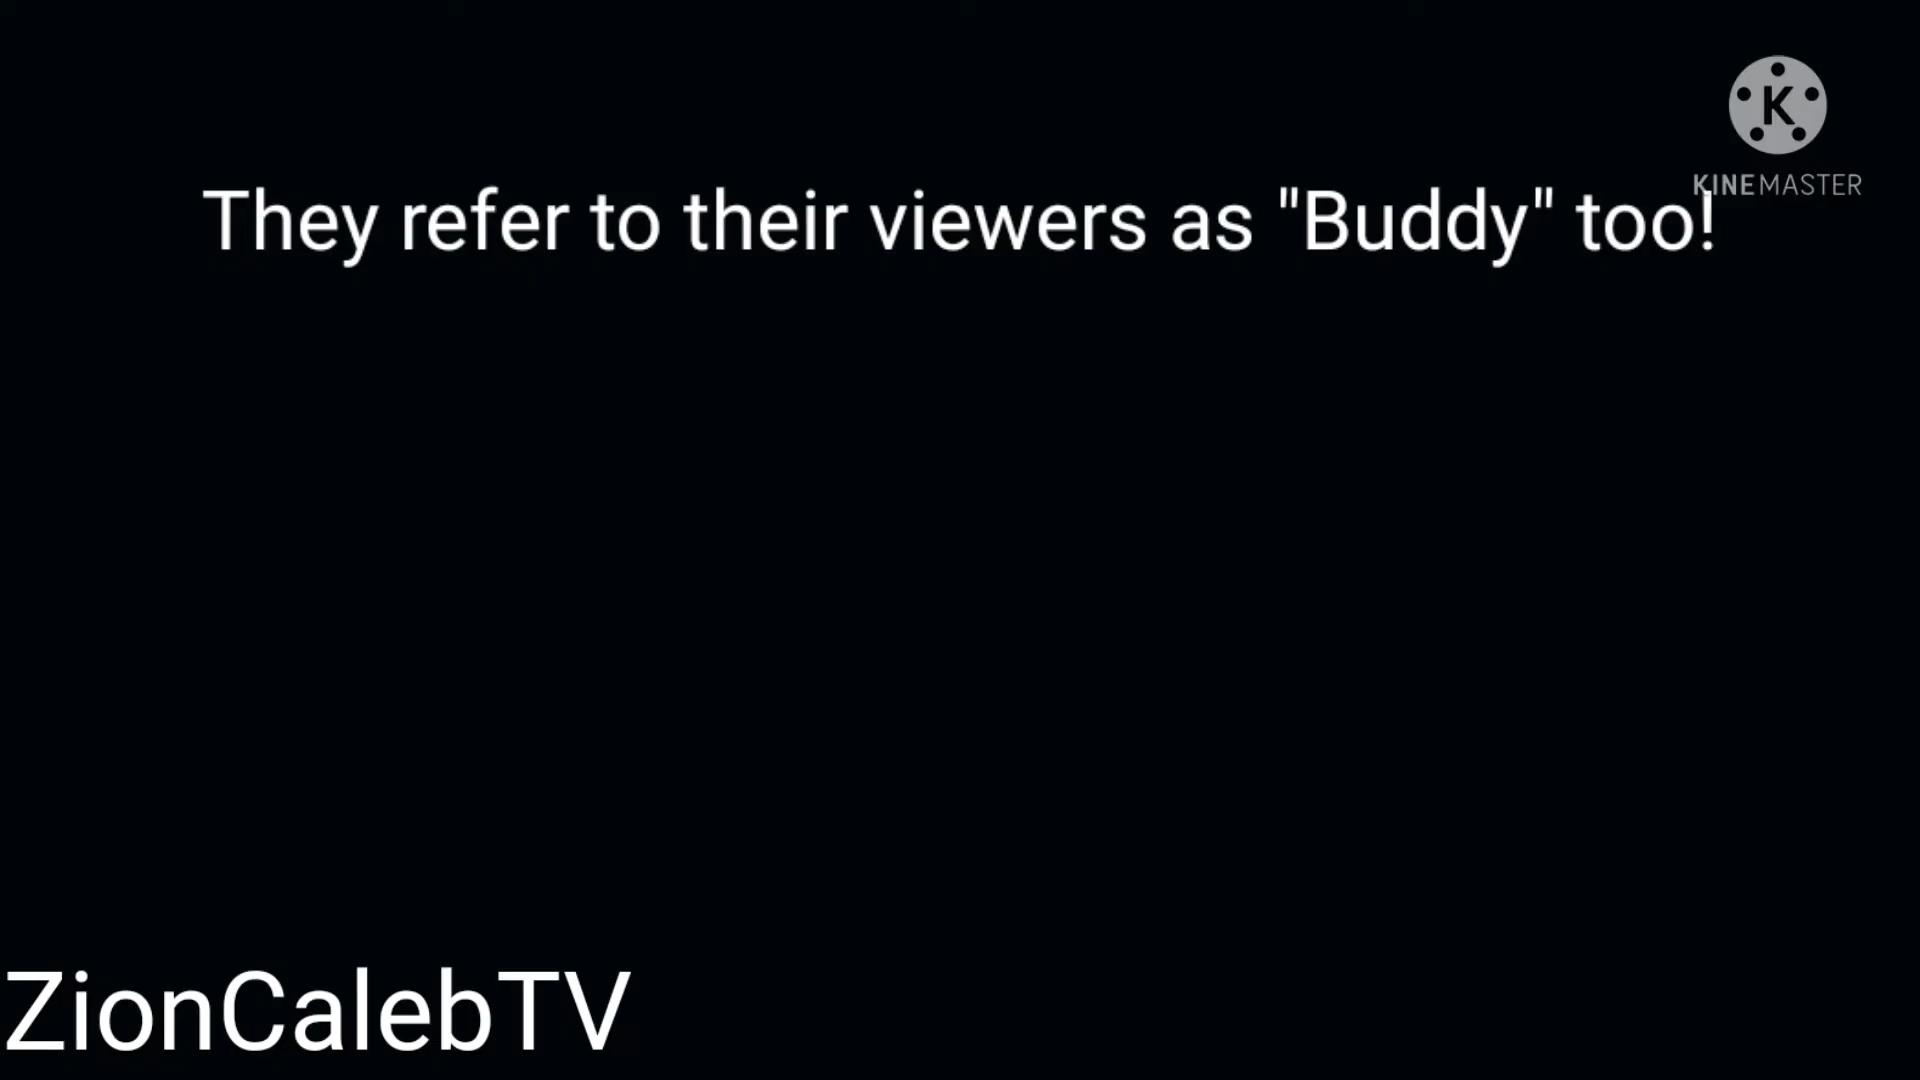 K
KINEMASTER
They refer to their viewers as "Buddy" too!
ZionCalebTV